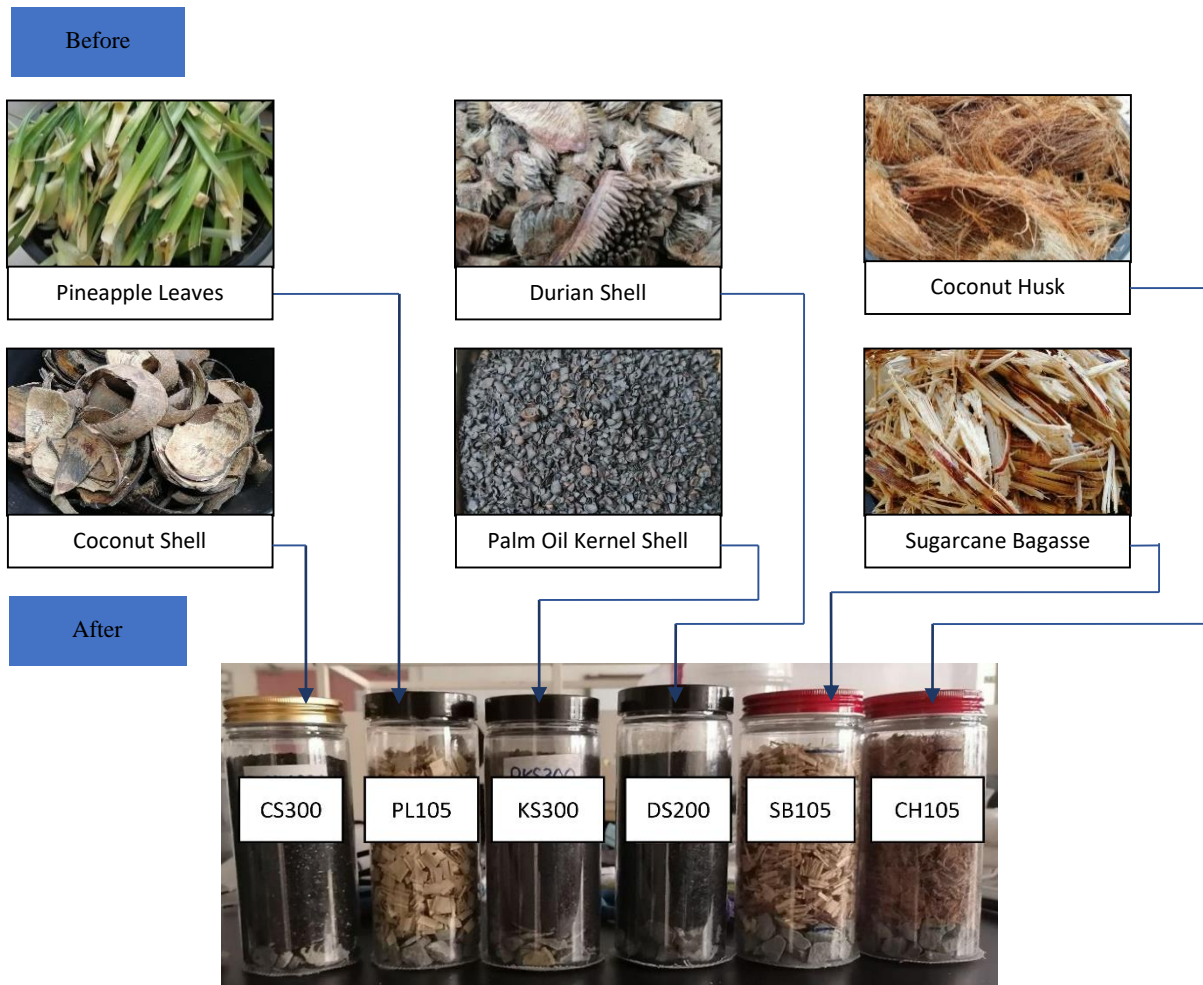 Before
Pineapple Leaves
Durian Shell
Coconut Husk
Coconut Shell
Palm Oil Kernel Shell
Sugarcane Bagasse
After
CS300
PL105
KS300
DS200
SB105
CH105